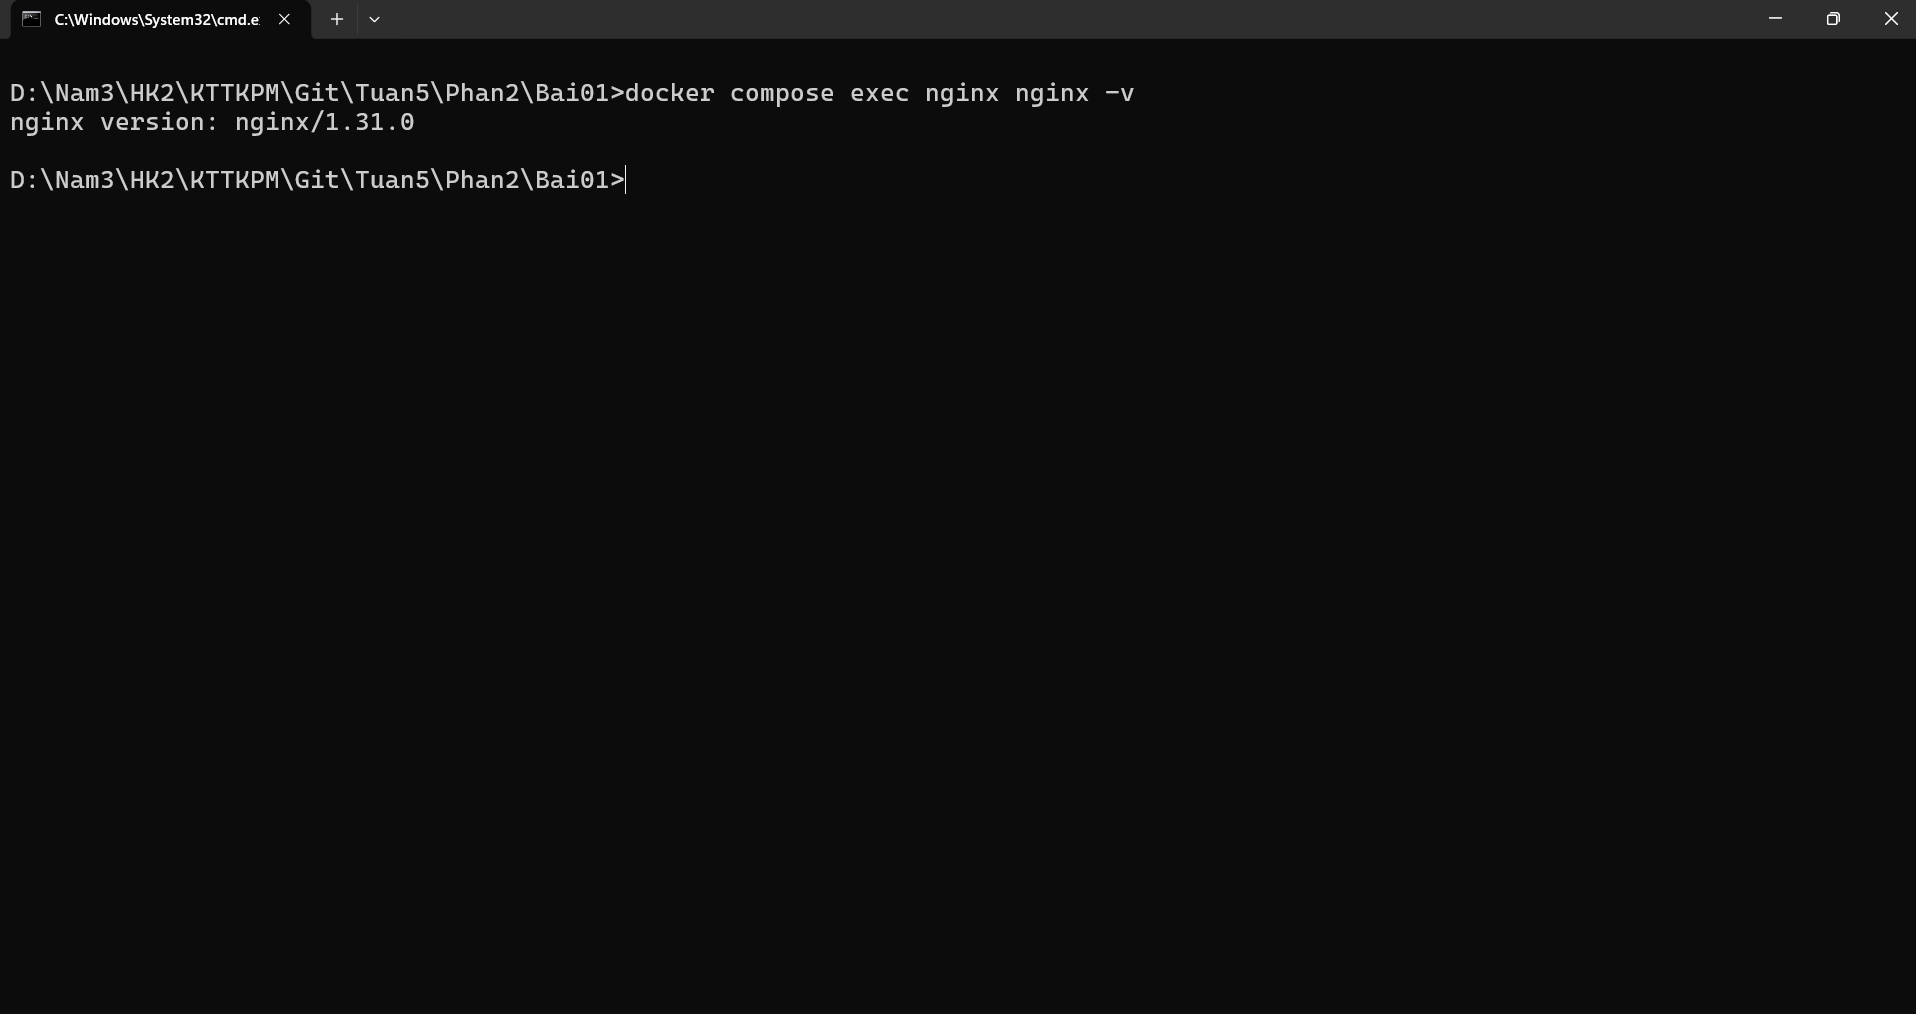 C:\Windows\System32\cmd.e
D:\Nam3\HK2\KTTKPM\Git\Tuan5\Phan2\Bai01>docker compose exec nginx nginx -v
nginx version: nginx/1.31.0
D:\Nam3\HK2\KTTKPM\Git\Tuan5\Phan2\Bai01>